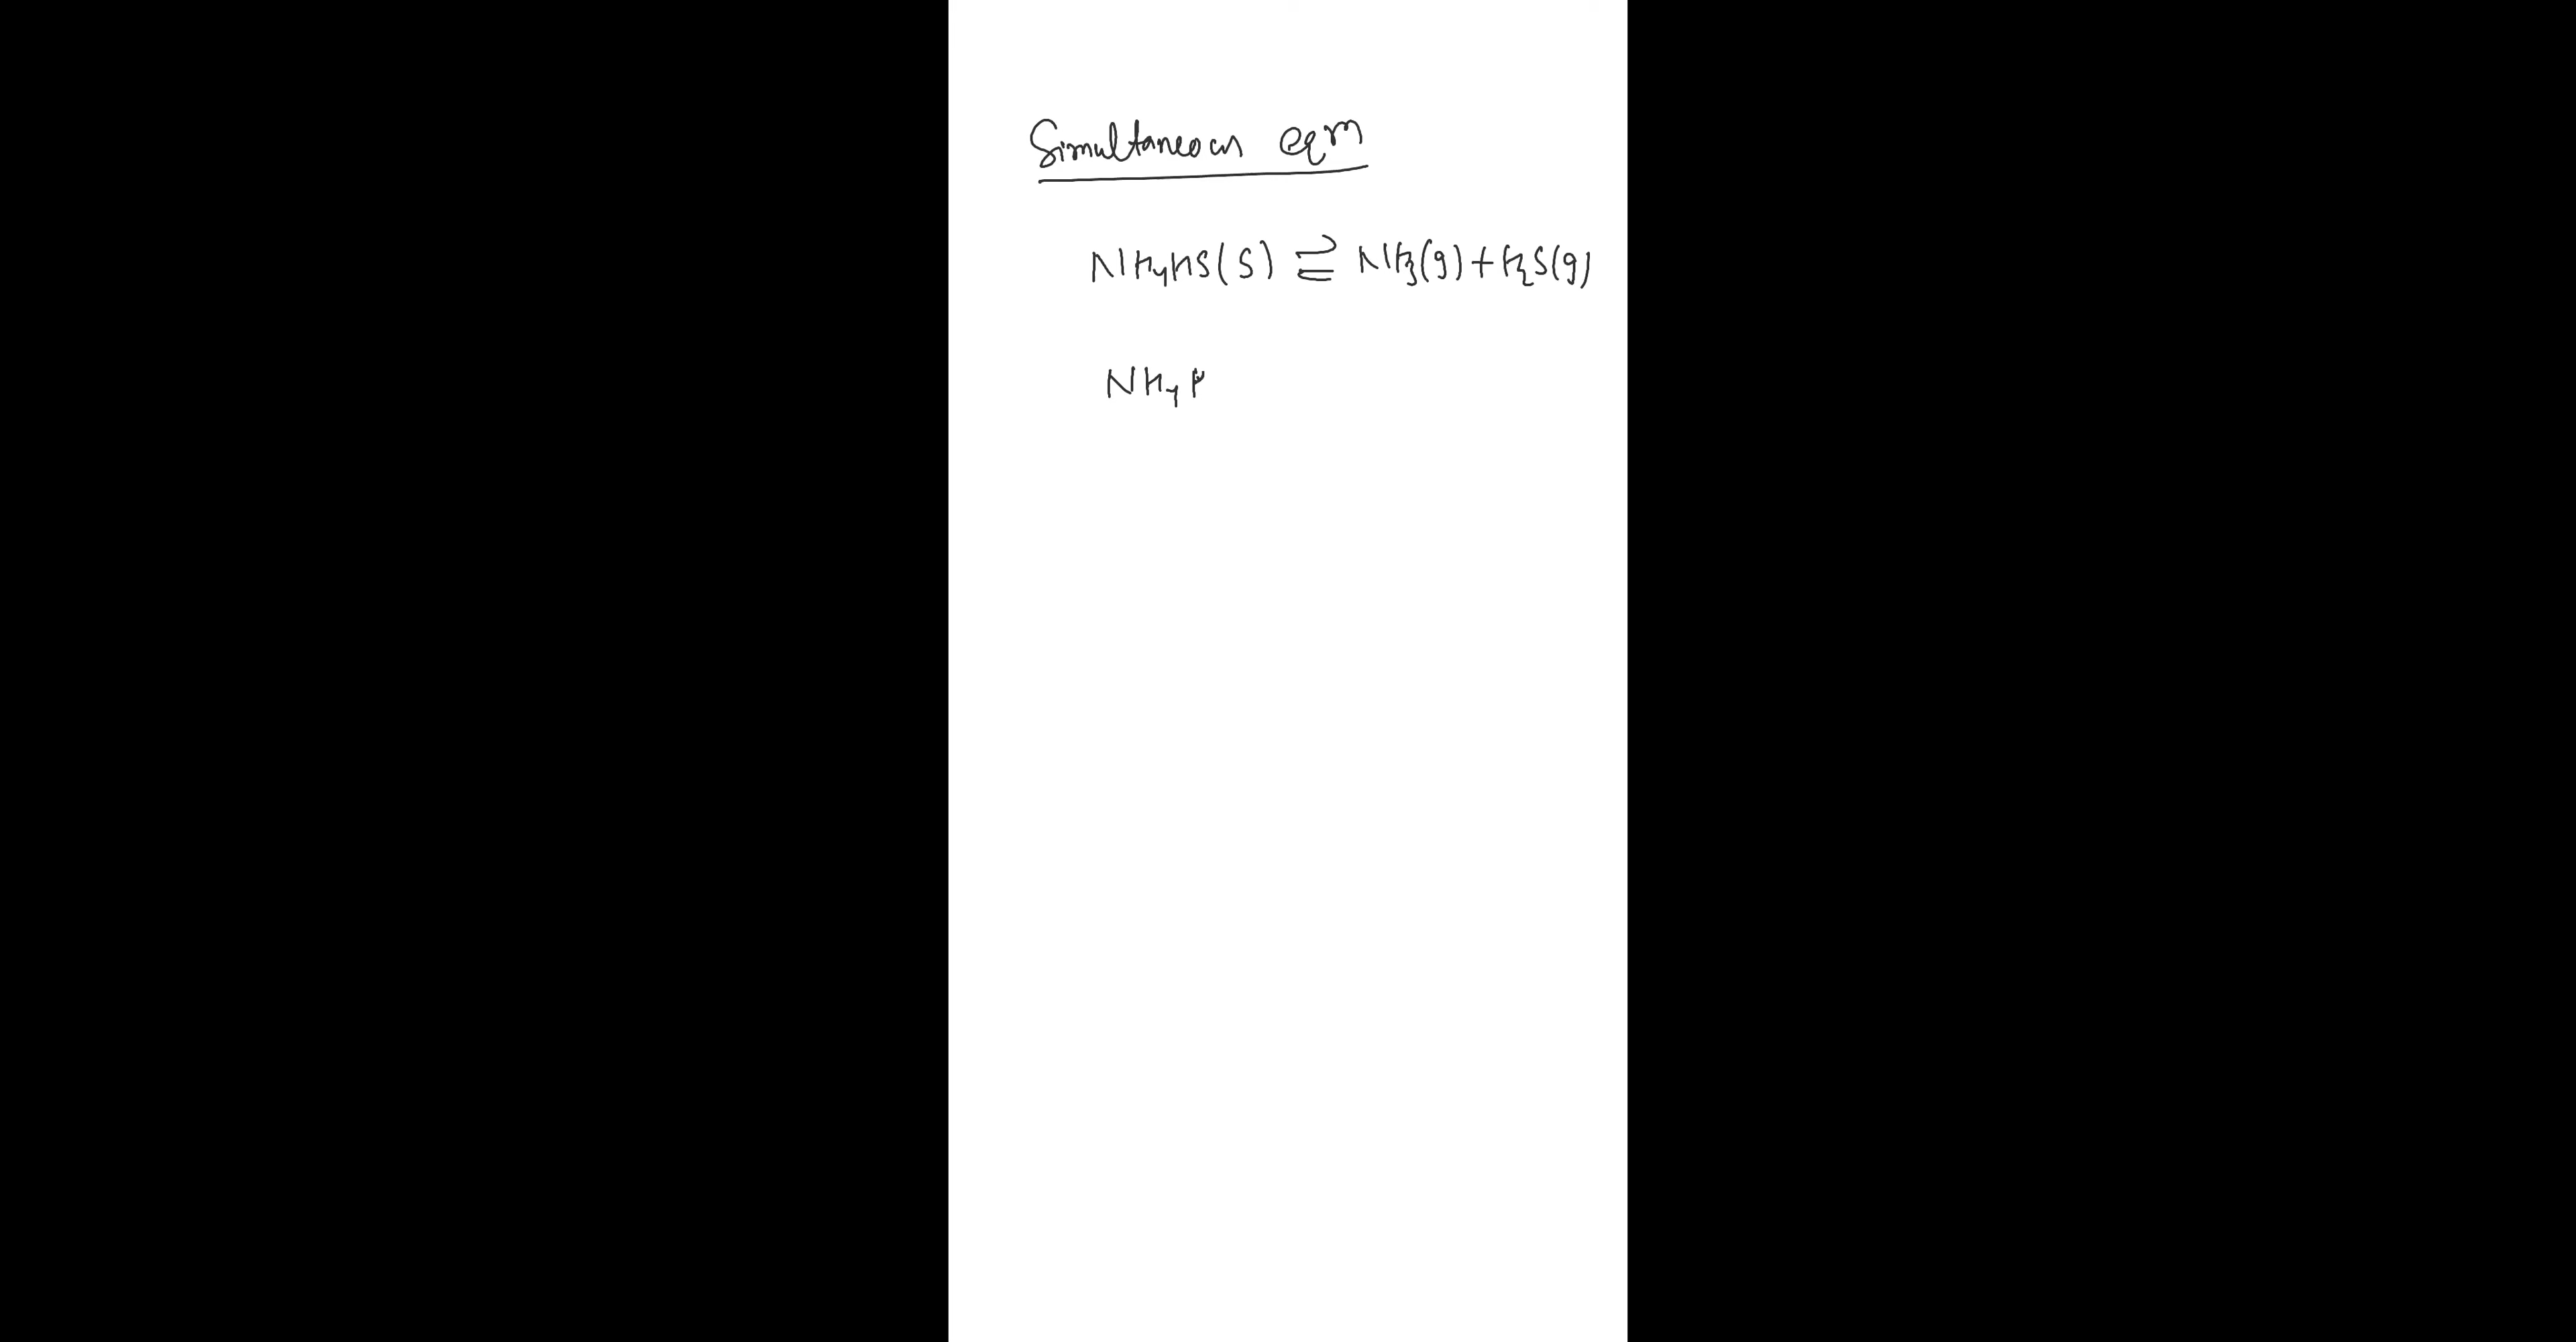 Simultaneous eqm
NH4HS(s) ⇌ NH3(g) + H2S(g)
NH4